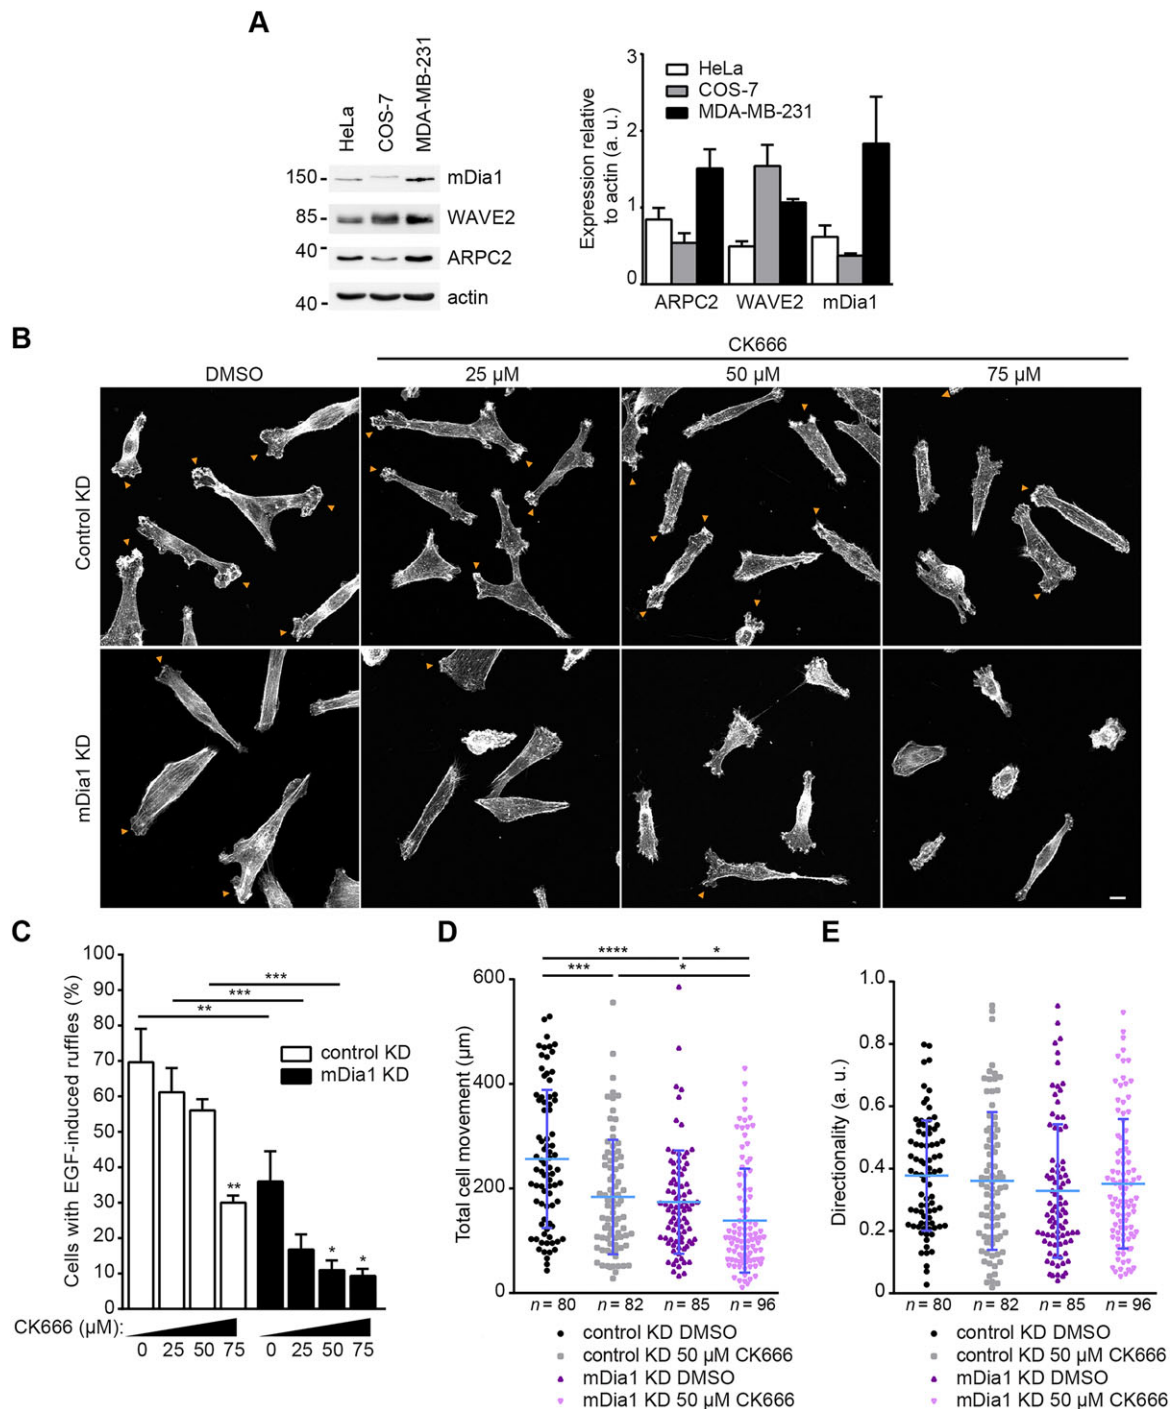 A
HeLa
COS-7
MDA-MB-231
150
mDia1
85
WAVE2
40
ARPC2
40
actin
Expression relative
to actin (a. u.)
3
2
1
0
HeLa
COS-7
MDA-MB-231
ARPC2 WAVE2 mDia1
B
CK666
DMSO 25 µM 50 µM 75 µM
Control KD
mDia1 KD
C
Cells with EGF-induced ruffles (%)
100
90
80
70
60
50
40
30
20
10
0
***
***
**
**
* *
control KD
mDia1 KD
CK666 (µM):
0 25 50 75 0 25 50 75
D
**** *
*** *
Total cell movement (µm)
600
400
200
0
n = 80 n = 82 n = 85 n = 96
control KD DMSO
control KD 50 µM CK666
mDia1 KD DMSO
mDia1 KD 50 µM CK666
E
Directionality (a. u.)
1.0
0.8
0.6
0.4
0.2
0
n = 80 n = 82 n = 85 n = 96
control KD DMSO
control KD 50 µM CK666
mDia1 KD DMSO
mDia1 KD 50 µM CK666